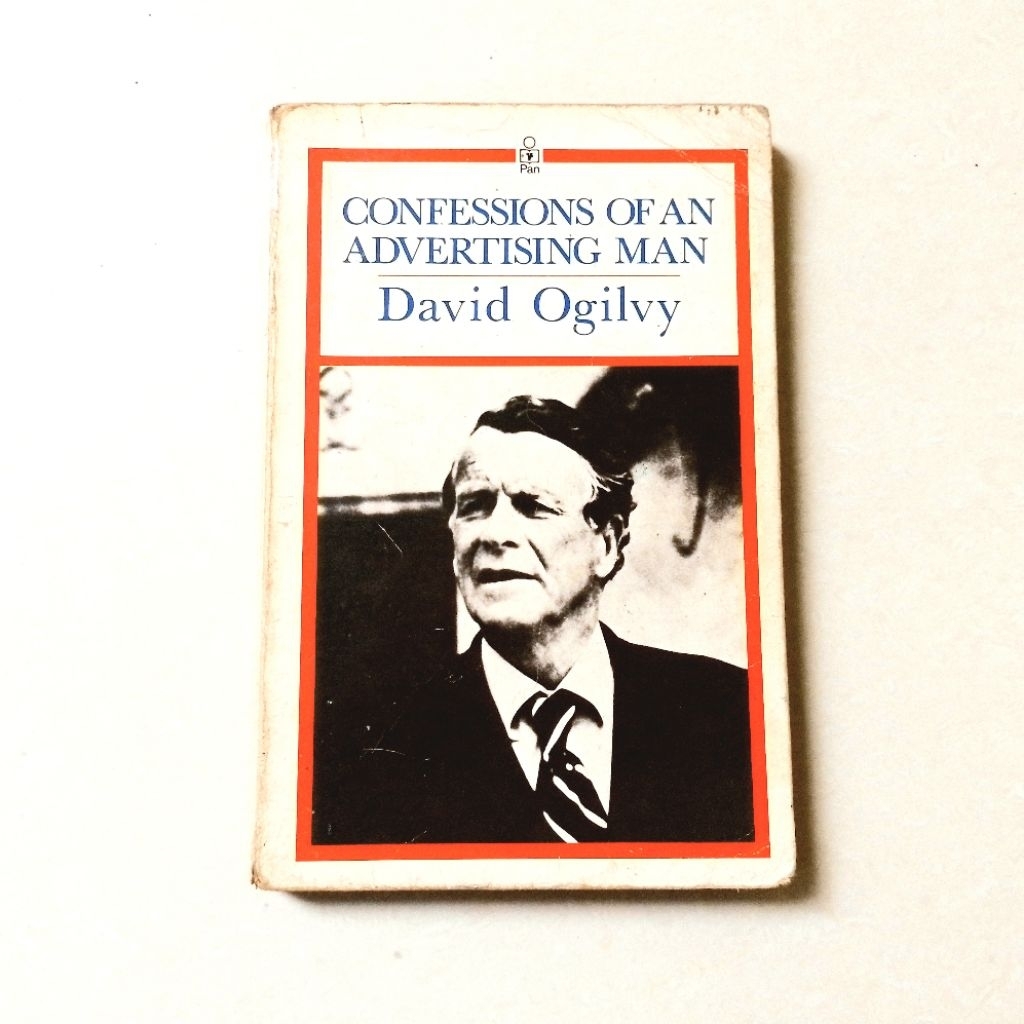 Pan
CONFESSIONS OF AN
ADVERTISING MAN
David Ogilvy